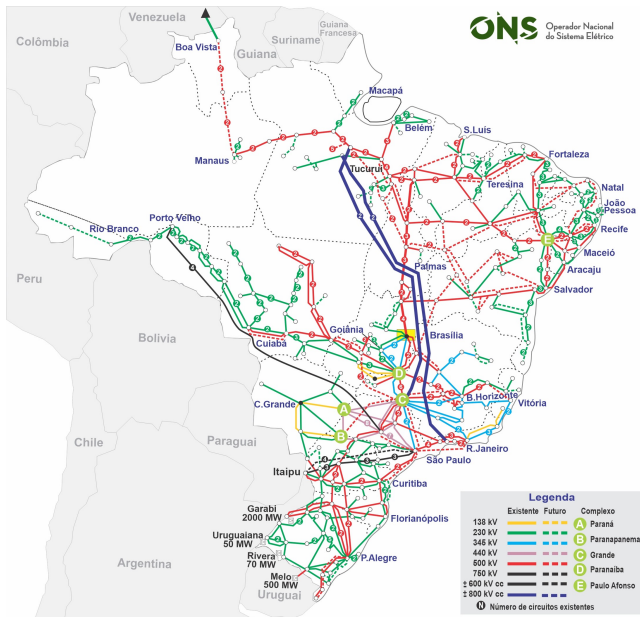 Venezuela
ONS
Operador Nacional
do Sistema Elétrico
Guiana
Francesa
Suriname
Guiana
Colômbia
Boa Vista
Macapá
Belém
S.Luis
Manaus
Fortaleza
Tucuruí
Teresina
Natal
João
Pessoa
Recife
Porto Velho
Rio Branco
E
Maceió
Aracaju
Palmas
Salvador
Peru
4
Bolívia
Cuiabá
Goiânia
Brasília
D
C.Grande
A
C
B.Horizonte
Vitória
B
Chile
Paraguai
R.Janeiro
São Paulo
Itaipu
4
3
Curitiba
Garabi
2000 MW
Florianópolis
Uruguaiana
50 MW
Rivera
70 MW
P.Alegre
Melo
500 MW
Argentina
Uruguai
Legenda
Existente Futuro Complexo
138 kV A Paraná
230 kV B Paranapanema
345 kV C Grande
440 kV
500 kV D Paranaíba
750 kV E Paulo Afonso
± 600 kV cc
± 800 kV cc
N Número de circuitos existentes